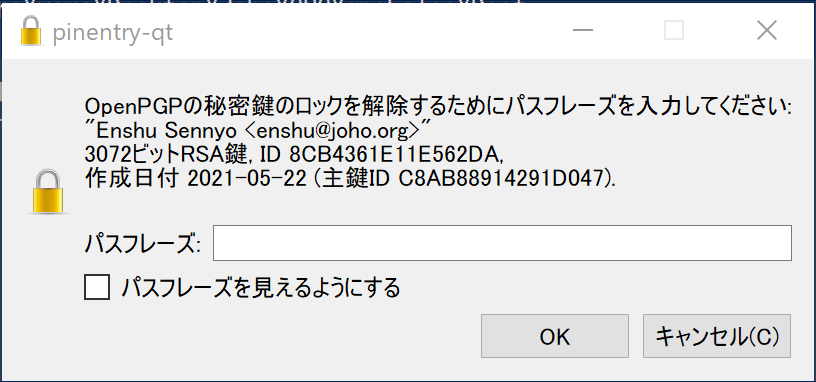 pinentry-qt
OpenPGPの秘密鍵のロックを解除するためにパスフレーズを入力してください:
"Enshu Sennyo <enshu@joho.org>"
3072ビットRSA鍵, ID 8CB4361E11E562DA,
作成日付 2021-05-22 (主鍵ID C8AB88914291D047).
パスフレーズ:
パスフレーズを見えるようにする
OK キャンセル(C)